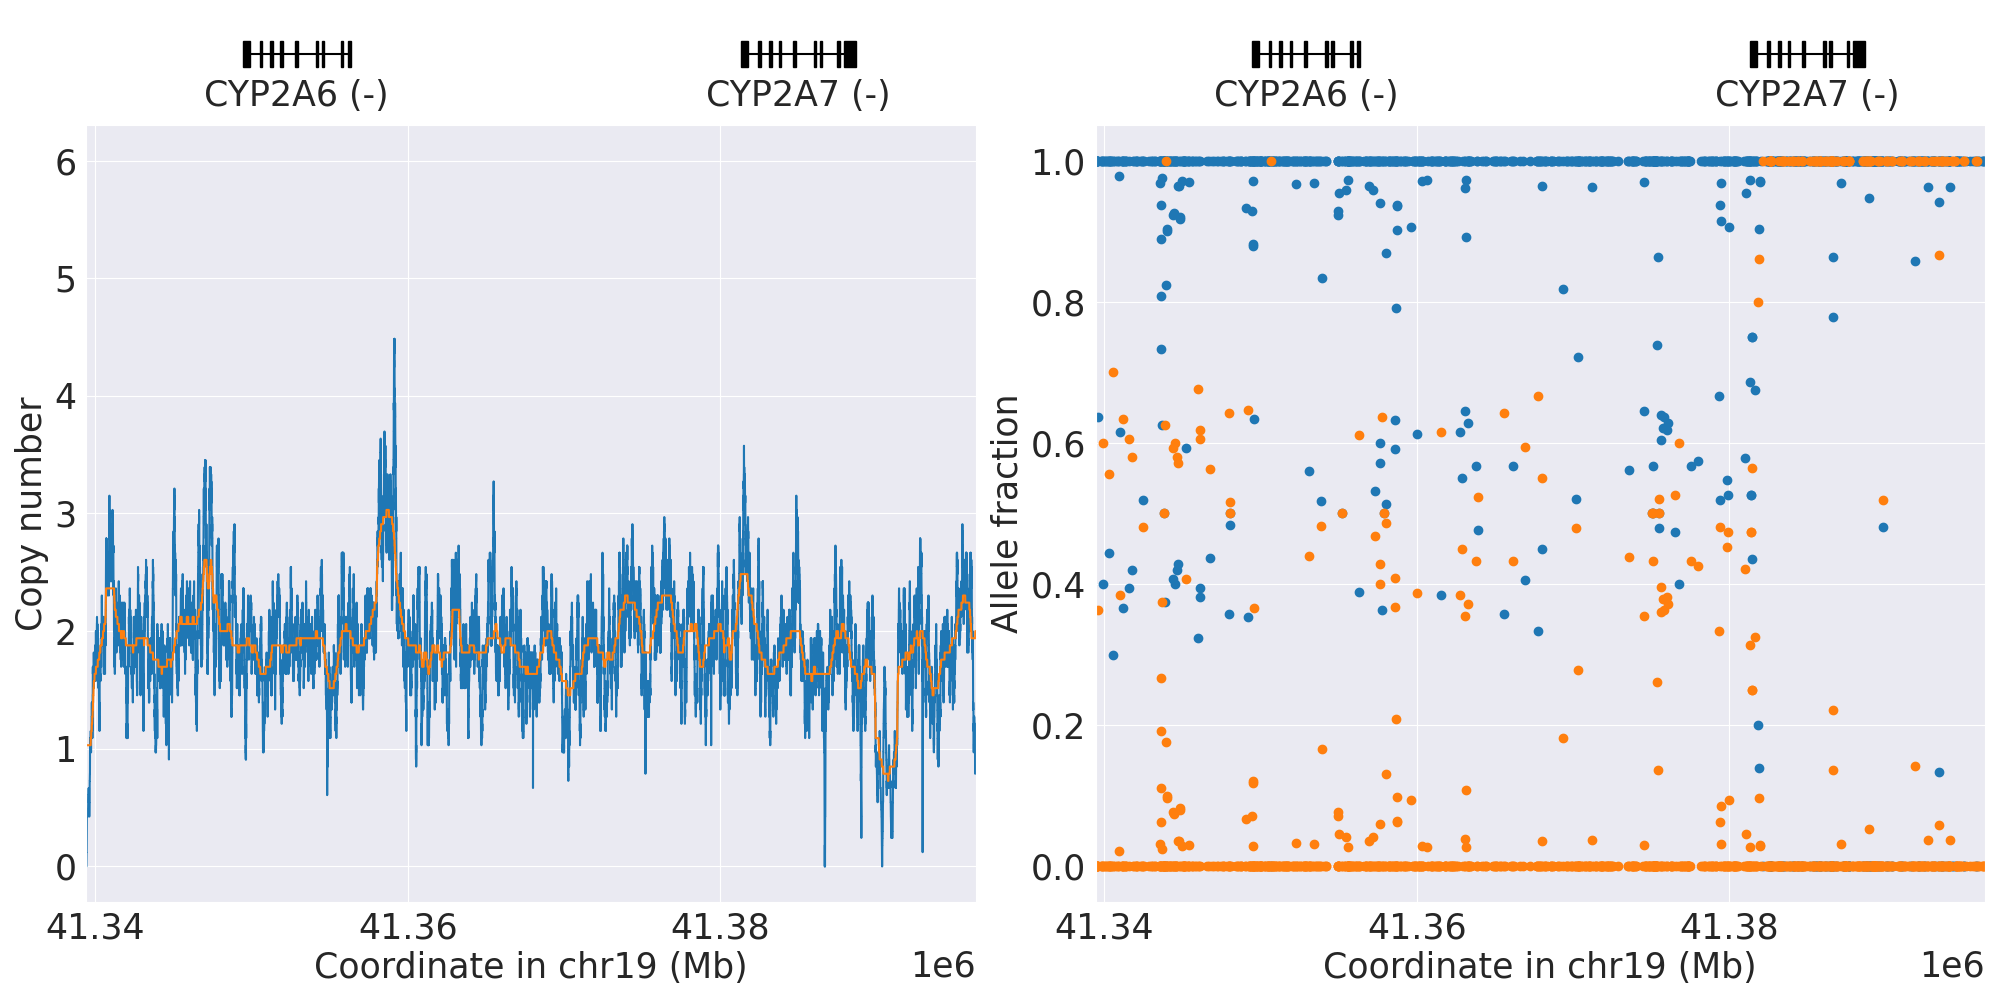 CYP2A6 (-) CYP2A7 (-)
6
5
4
3
2
1
0
Copy number
41.34 41.36 41.38
Coordinate in chr19 (Mb) 1e6
CYP2A6 (-) CYP2A7 (-)
1.0
0.8
0.6
0.4
0.2
0.0
Allele fraction
41.34 41.36 41.38
Coordinate in chr19 (Mb) 1e6